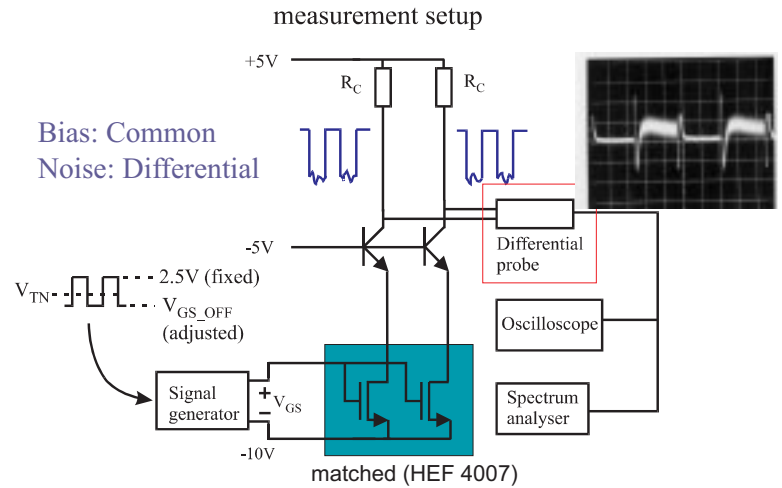 measurement setup
+5V
R_C
R_C
Bias: Common
Noise: Differential
-5V
Differential
probe
2.5V (fixed)
V_TN
V_GS_OFF
(adjusted)
Oscilloscope
Signal
generator
+
V_GS
–
Spectrum
analyser
-10V
matched (HEF 4007)